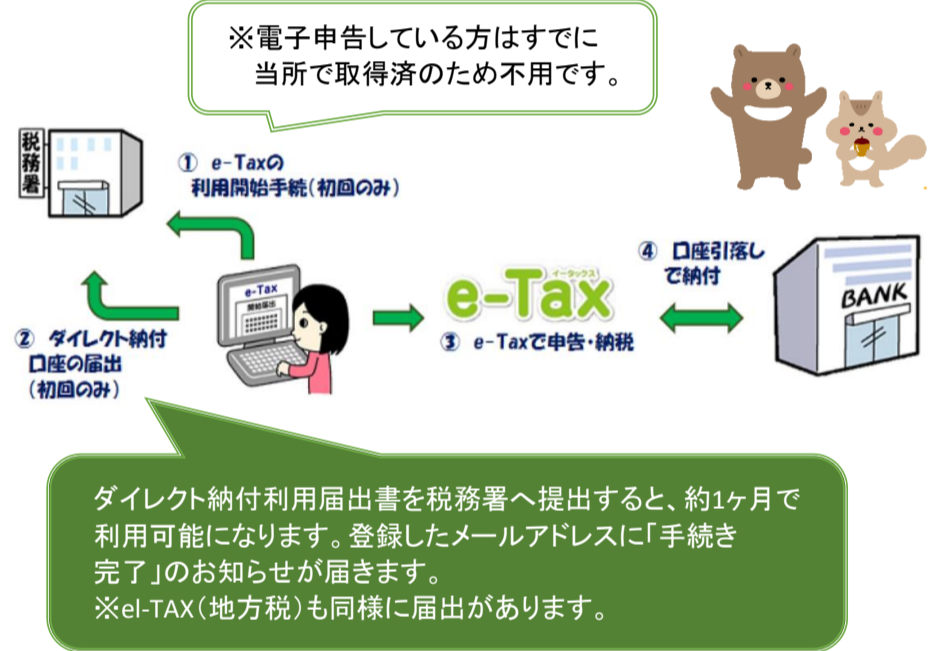 ※電子申告している方はすでに
当所で取得済のため不用です。
税務署
① e-Taxの
利用開始手続(初回のみ)
② ダイレクト納付
口座の届出
(初回のみ)
e-Tax
開始届出
イータックス
e-Tax
③ e-Taxで申告・納税
④ 口座引落し
で納付
BANK
ダイレクト納付利用届出書を税務署へ提出すると、約1ヶ月で
利用可能になります。登録したメールアドレスに「手続き
完了」のお知らせが届きます。
※el-TAX(地方税)も同様に届出があります。